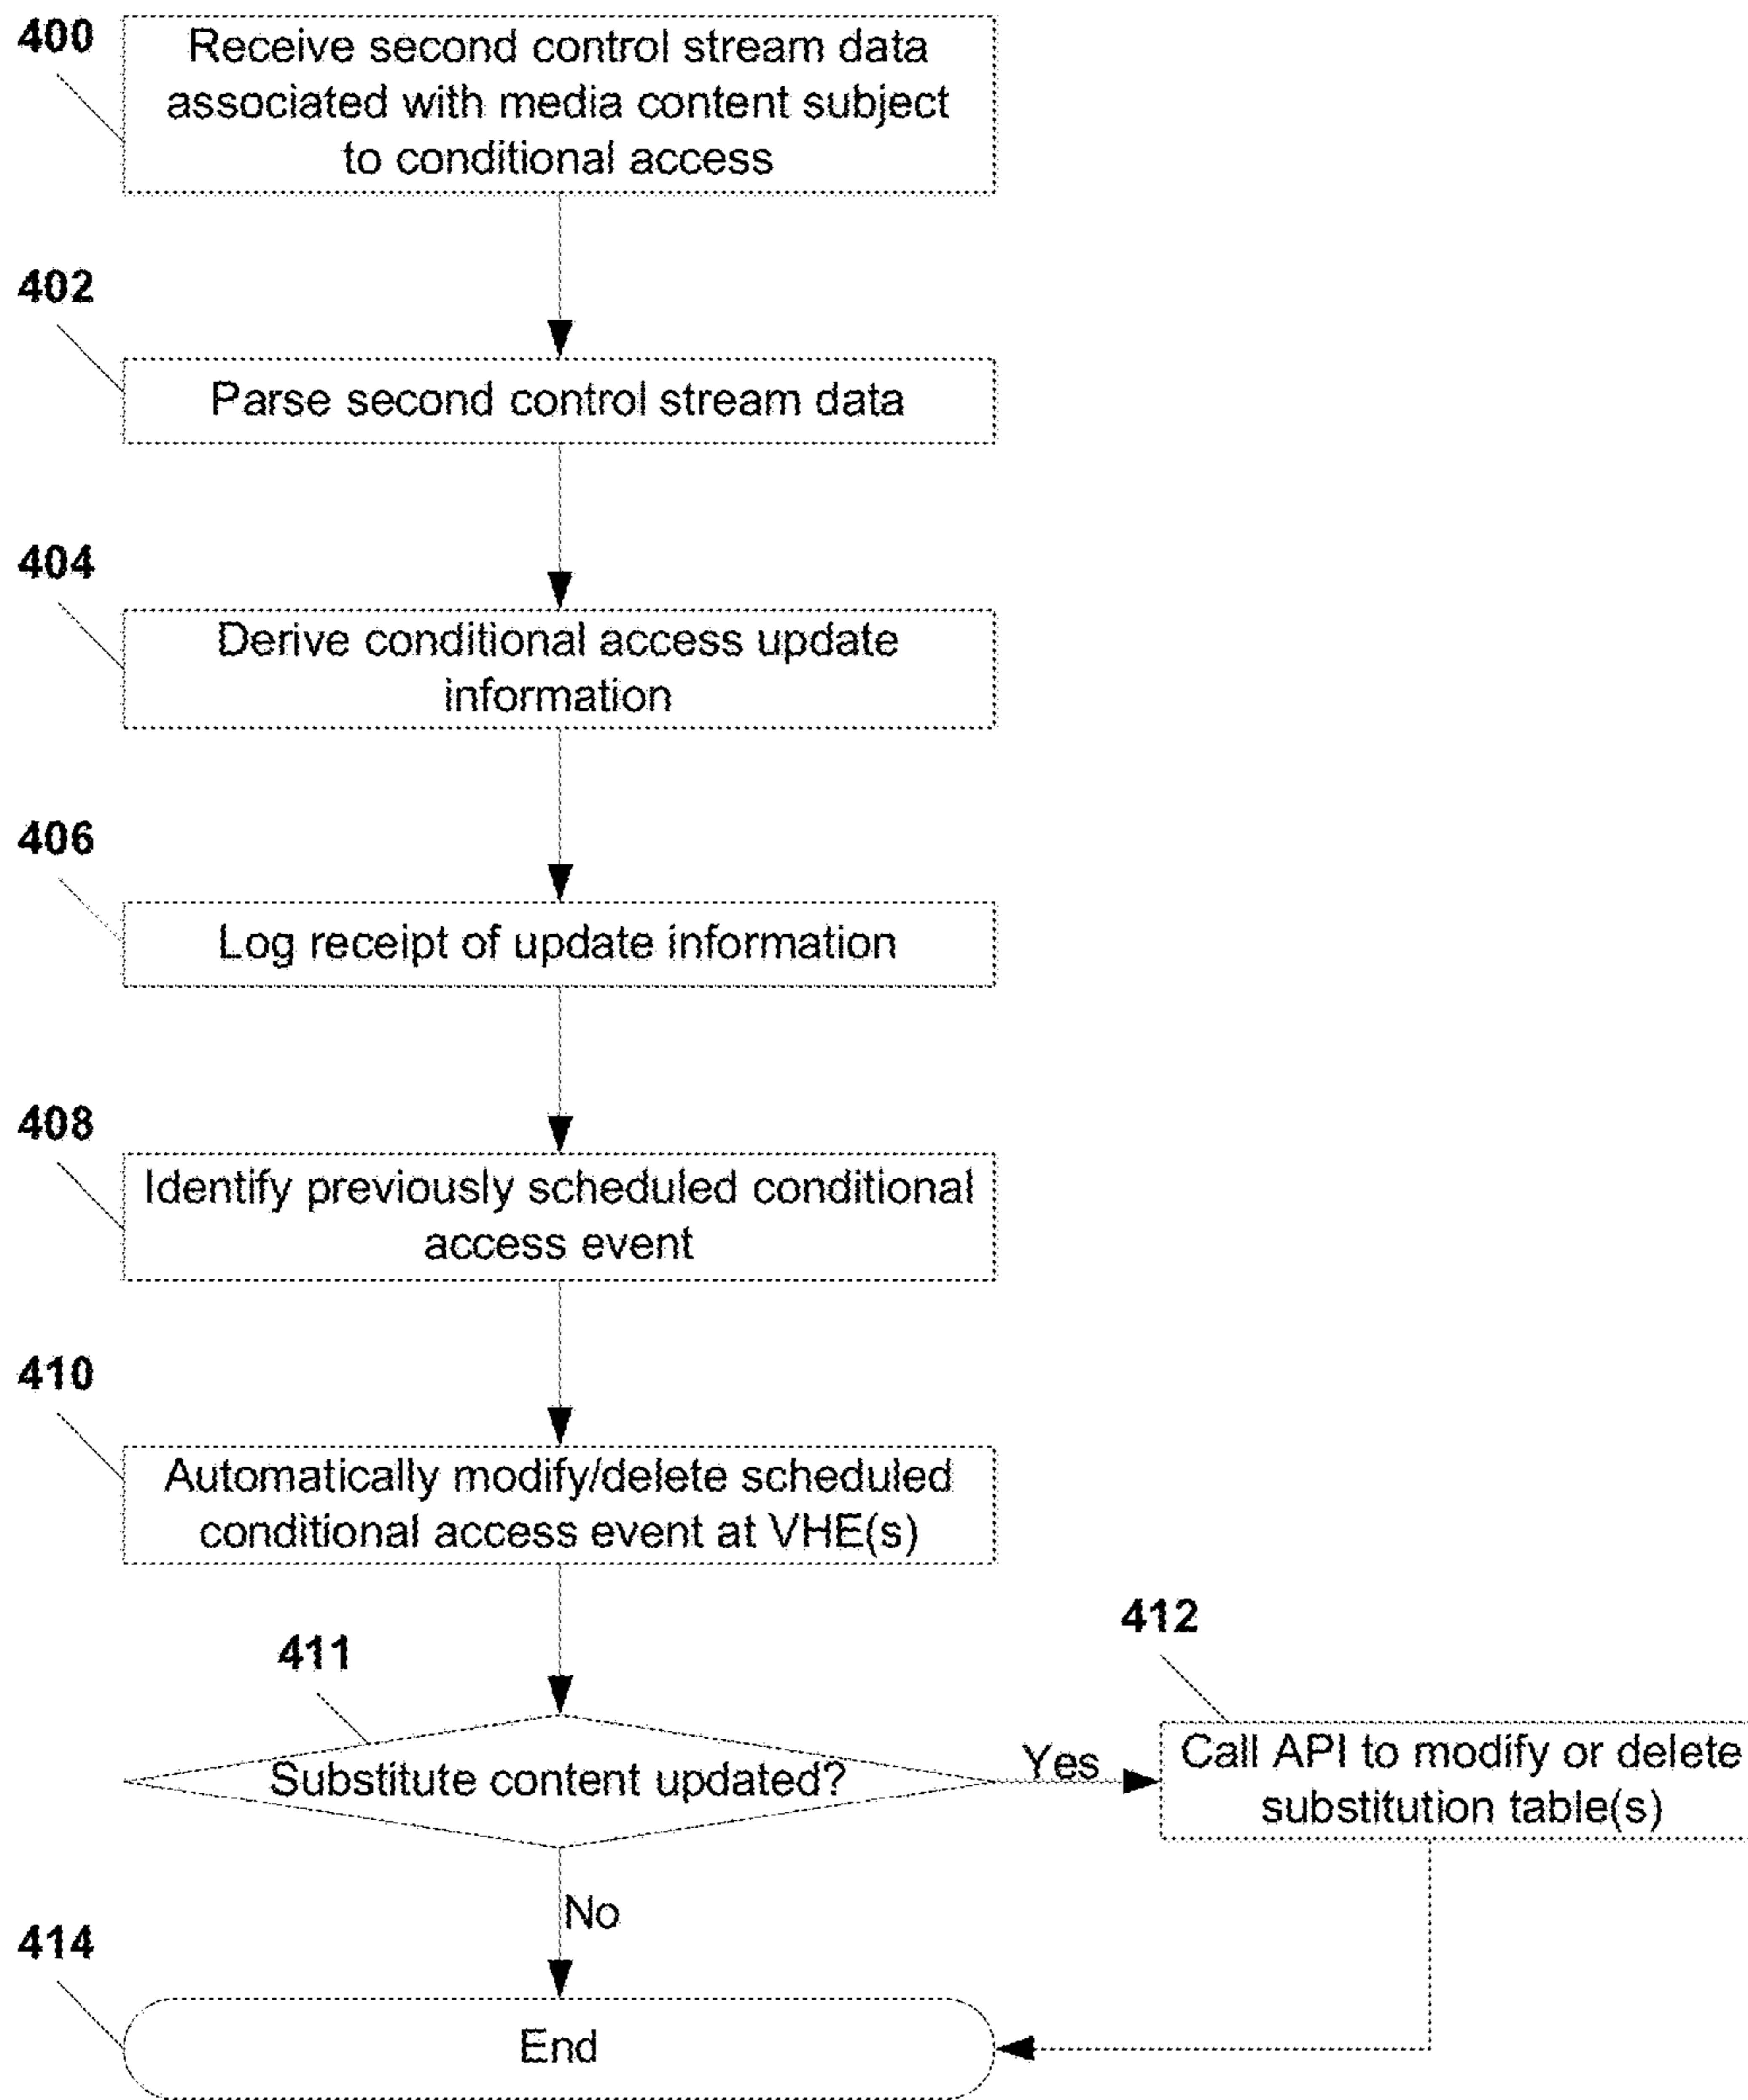 400
Receive second control stream data
associated with media content subject
to conditional access
402
Parse second control stream data
404
Derive conditional access update
information
406
Log receipt of update information
408
Identify previously scheduled conditional
access event
410
Automatically modify/delete scheduled
conditional access event at VHE(s)
411
Substitute content updated?
Yes
412
Call API to modify or delete
substitution table(s)
No
414
End